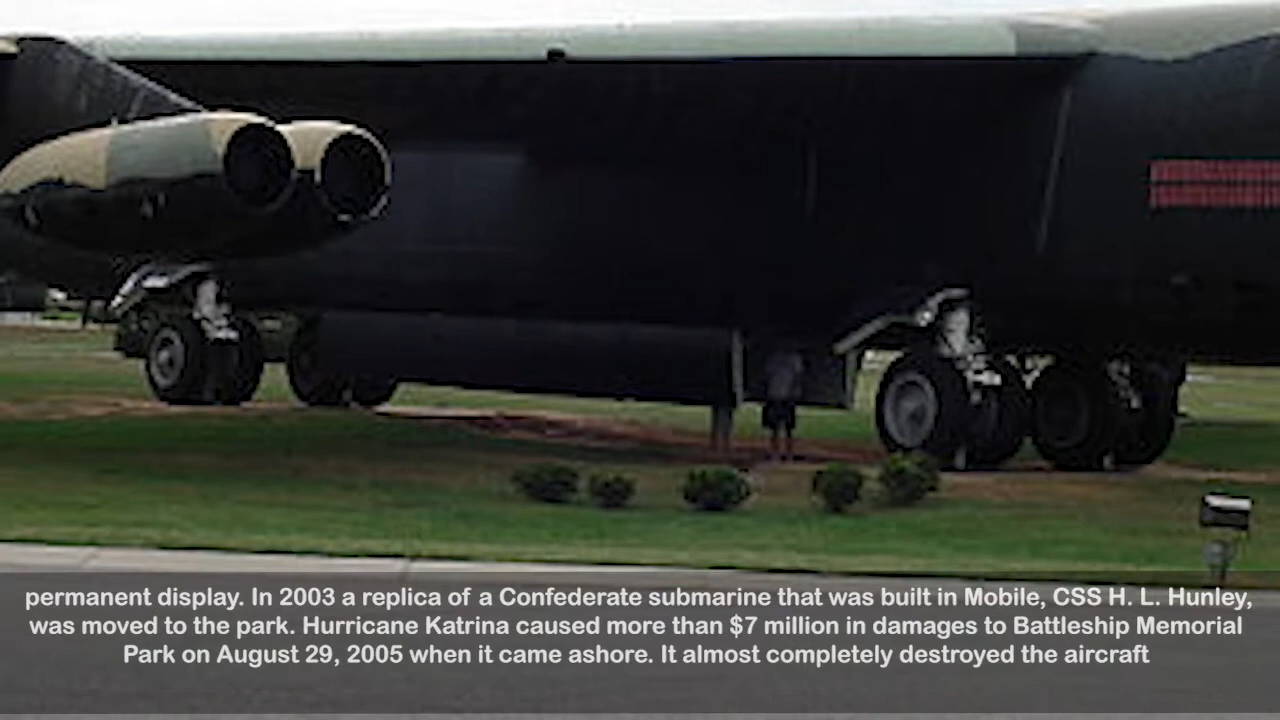 permanent display. In 2003 a replica of a Confederate submarine that was built in Mobile, CSS H. L. Hunley,
was moved to the park. Hurricane Katrina caused more than $7 million in damages to Battleship Memorial
Park on August 29, 2005 when it came ashore. It almost completely destroyed the aircraft